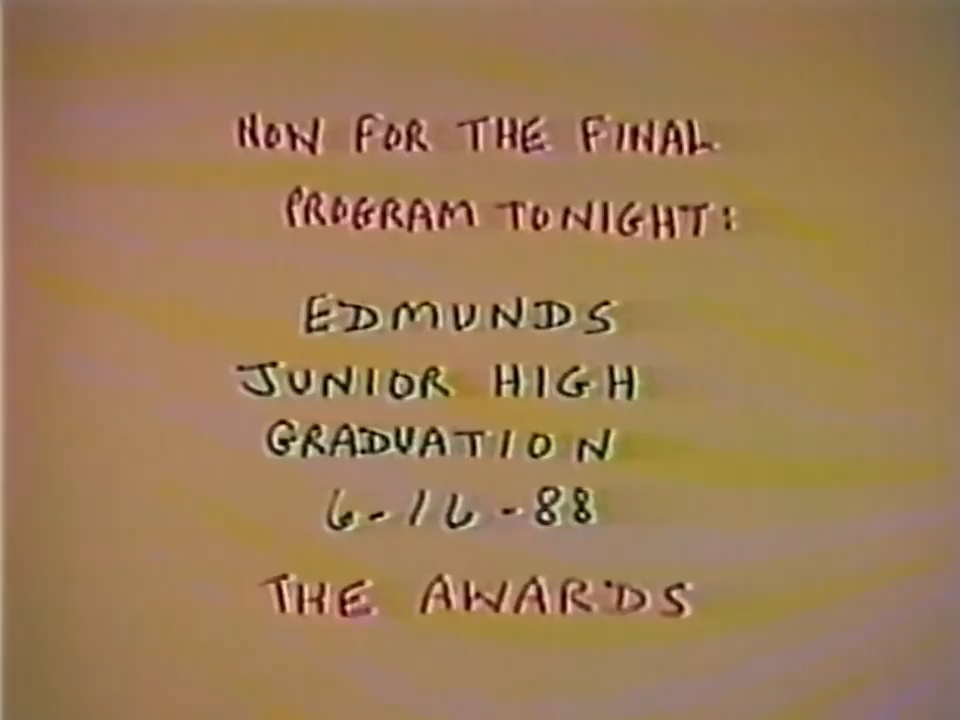 NOW FOR THE FINAL
PROGRAM TONIGHT:
EDMUNDS
JUNIOR HIGH
GRADUATION
6-16-88
THE AWARDS